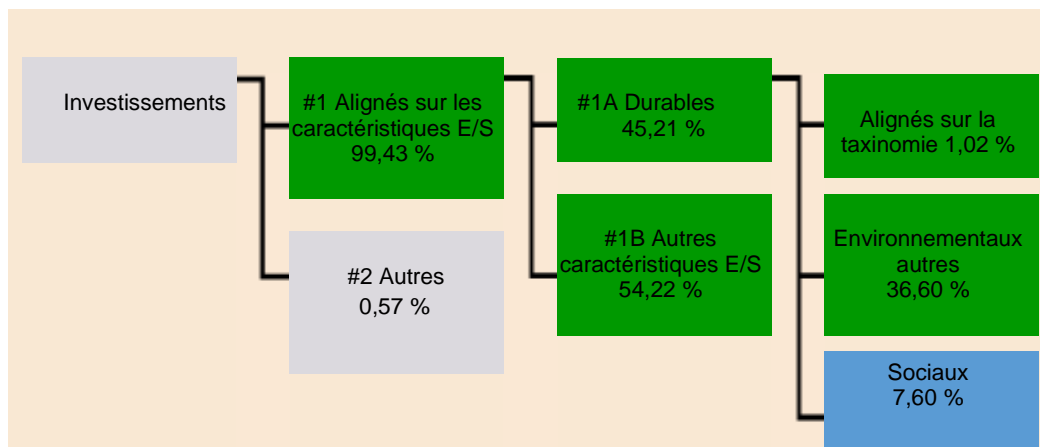 Investissements
#1 Alignés sur les
caractéristiques E/S
99,43 %
#2 Autres
0,57 %
#1A Durables
45,21 %
#1B Autres
caractéristiques E/S
54,22 %
Alignés sur la
taxinomie 1,02 %
Environnementaux
autres
36,60 %
Sociaux
7,60 %